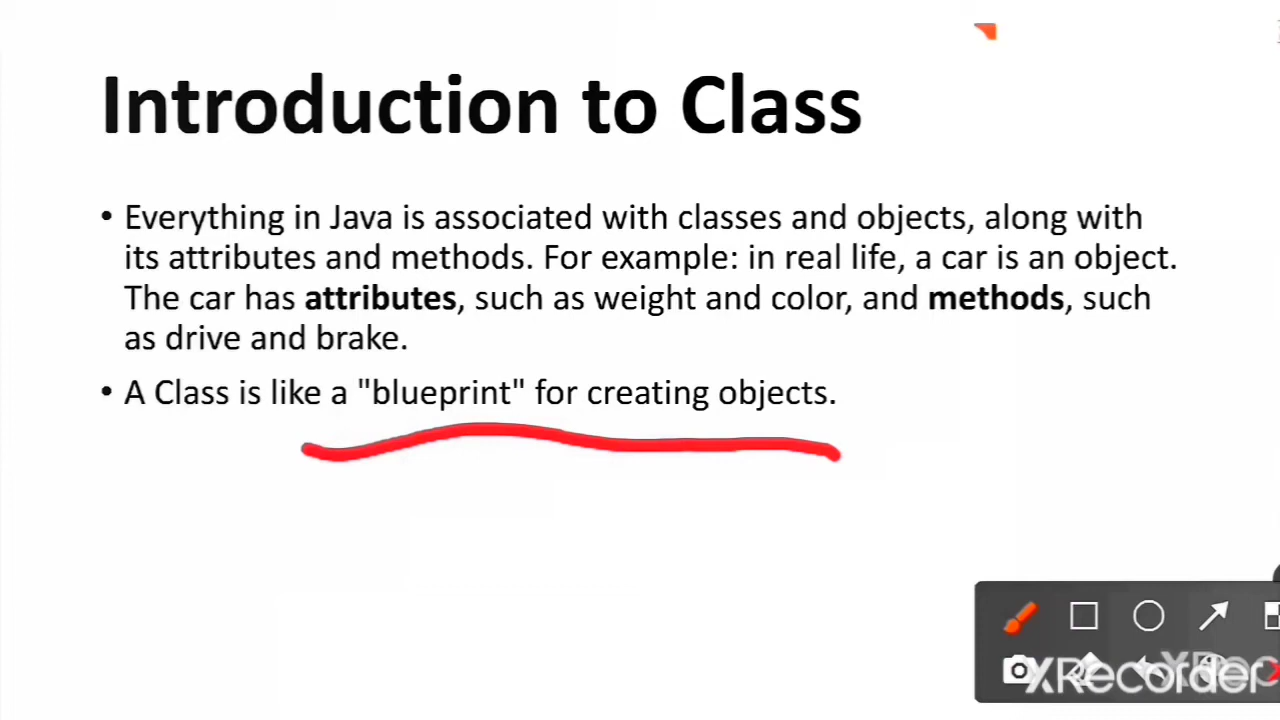 Introduction to Class
• Everything in Java is associated with classes and objects, along with
its attributes and methods. For example: in real life, a car is an object.
The car has attributes, such as weight and color, and methods, such
as drive and brake.
• A Class is like a "blueprint" for creating objects.
XRecorder